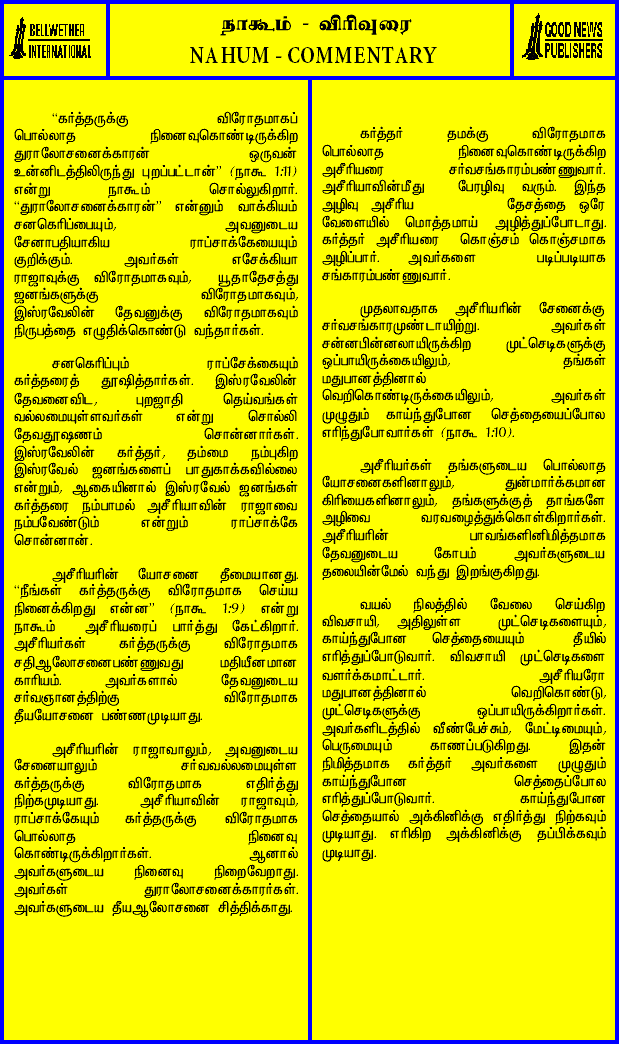 BELLWETHER
INTERNATIONAL
நாகூம் - விரிவுரை
NAHUM - COMMENTARY
GOOD NEWS
PUBLISHERS
“கர்த்தருக்கு விரோதமாகப்
பொல்லாத நினைவுகொண்டிருக்கிற
துராலோசனைக்காரன் ஒருவன்
உன்னிடத்திலிருந்து புறப்பட்டான்” (நாகூ 1:11)
என்று நாகூம் சொல்லுகிறார்.
“துராலோசனைக்காரன்” என்னும் வாக்கியம்
சனகெரிப்பையும், அவனுடைய
சேனாபதியாகிய ராப்சாக்கேயையும்
குறிக்கும். அவர்கள் எசேக்கியா
ராஜாவுக்கு விரோதமாகவும், யூதாதேசத்து
ஜனங்களுக்கு விரோதமாகவும்,
இஸ்ரவேலின் தேவனுக்கு விரோதமாகவும்
நிருபத்தை எழுதிக்கொண்டு வந்தார்கள்.
சனகெரிப்பும் ராப்சேக்கையும்
கர்த்தரைத் தூஷித்தார்கள். இஸ்ரவேலின்
தேவனைவிட, புறஜாதி தெய்வங்கள்
வல்லமையுள்ளவர்கள் என்று சொல்லி
தேவதூஷணம் சொன்னார்கள்.
இஸ்ரவேலின் கர்த்தர், தம்மை நம்புகிற
இஸ்ரவேல் ஜனங்களைப் பாதுகாக்கவில்லை
என்றும், ஆகையினால் இஸ்ரவேல் ஜனங்கள்
கர்த்தரை நம்பாமல் அசீரியாவின் ராஜாவை
நம்பவேண்டும் என்றும் ராப்சாக்கே
சொன்னான்.
அசீரியரின் யோசனை தீமையானது.
“நீங்கள் கர்த்தருக்கு விரோதமாக செய்ய
நினைக்கிறது என்ன” (நாகூ 1:9) என்று
நாகூம் அசீரியரைப் பார்த்து கேட்கிறார்.
அசீரியர்கள் கர்த்தருக்கு விரோதமாக
சதிஆலோசனைபண்ணுவது மதியீனமான
காரியம். அவர்களால் தேவனுடைய
சர்வஞானத்திற்கு விரோதமாக
தீயயோசனை பண்ணமுடியாது.
அசீரியரின் ராஜாவாலும், அவனுடைய
சேனையாலும் சர்வவல்லமையுள்ள
கர்த்தருக்கு விரோதமாக எதிர்த்து
நிற்கமுடியாது. அசீரியாவின் ராஜாவும்,
ராப்சாக்கேயும் கர்த்தருக்கு விரோதமாக
பொல்லாத நினைவு
கொண்டிருக்கிறார்கள். ஆனால்
அவர்களுடைய நினைவு நிறைவேறாது.
அவர்கள் துராலோசனைக்காரர்கள்.
அவர்களுடைய தீயஆலோசனை சித்திக்காது.
கர்த்தர் தமக்கு விரோதமாக
பொல்லாத நினைவுகொண்டிருக்கிற
அசீரியரை சர்வசங்காரம்பண்ணுவார்.
அசீரியாவின்மீது பேரழிவு வரும். இந்த
அழிவு அசீரிய தேசத்தை ஒரே
வேளையில் மொத்தமாய் அழித்துப்போடாது.
கர்த்தர் அசீரியரை கொஞ்சம் கொஞ்சமாக
அழிப்பார். அவர்களை படிப்படியாக
சங்காரம்பண்ணுவார்.
முதலாவதாக அசீரியரின் சேனைக்கு
சர்வசங்காரமுண்டாயிற்று. அவர்கள்
சன்னபின்னலாயிருக்கிற முட்செடிகளுக்கு
ஒப்பாயிருக்கையிலும், தங்கள்
மதுபானத்தினால்
வெறிகொண்டிருக்கையிலும், அவர்கள்
முழுதும் காய்ந்துபோன செத்தையைப்போல
எரிந்துபோவார்கள் (நாகூ 1:10).
அசீரியர்கள் தங்களுடைய பொல்லாத
யோசனைகளினாலும், துன்மார்க்கமான
கிரியைகளினாலும், தங்களுக்குத் தாங்களே
அழிவை வரவழைத்துக்கொள்கிறார்கள்.
அசீரியரின் பாவங்களினிமித்தமாக
தேவனுடைய கோபம் அவர்களுடைய
தலையின்மேல் வந்து இறங்குகிறது.
வயல் நிலத்தில் வேலை செய்கிற
விவசாயி, அதிலுள்ள முட்செடிகளையும்,
காய்ந்துபோன செத்தையையும் தீயில்
எரித்துப்போடுவார். விவசாயி முட்செடிகளை
வளர்க்கமாட்டார். அசீரியரோ
மதுபானத்தினால் வெறிகொண்டு,
முட்செடிகளுக்கு ஒப்பாயிருக்கிறார்கள்.
அவர்களிடத்தில் வீண்பேச்சும், மேட்டிமையும்,
பெருமையும் காணப்படுகிறது. இதன்
நிமித்தமாக கர்த்தர் அவர்களை முழுதும்
காய்ந்துபோன செத்தைப்போல
எரித்துப்போடுவார். காய்ந்துபோன
செத்தையால் அக்கினிக்கு எதிர்த்து நிற்கவும்
முடியாது. எரிகிற அக்கினிக்கு தப்பிக்கவும்
முடியாது.